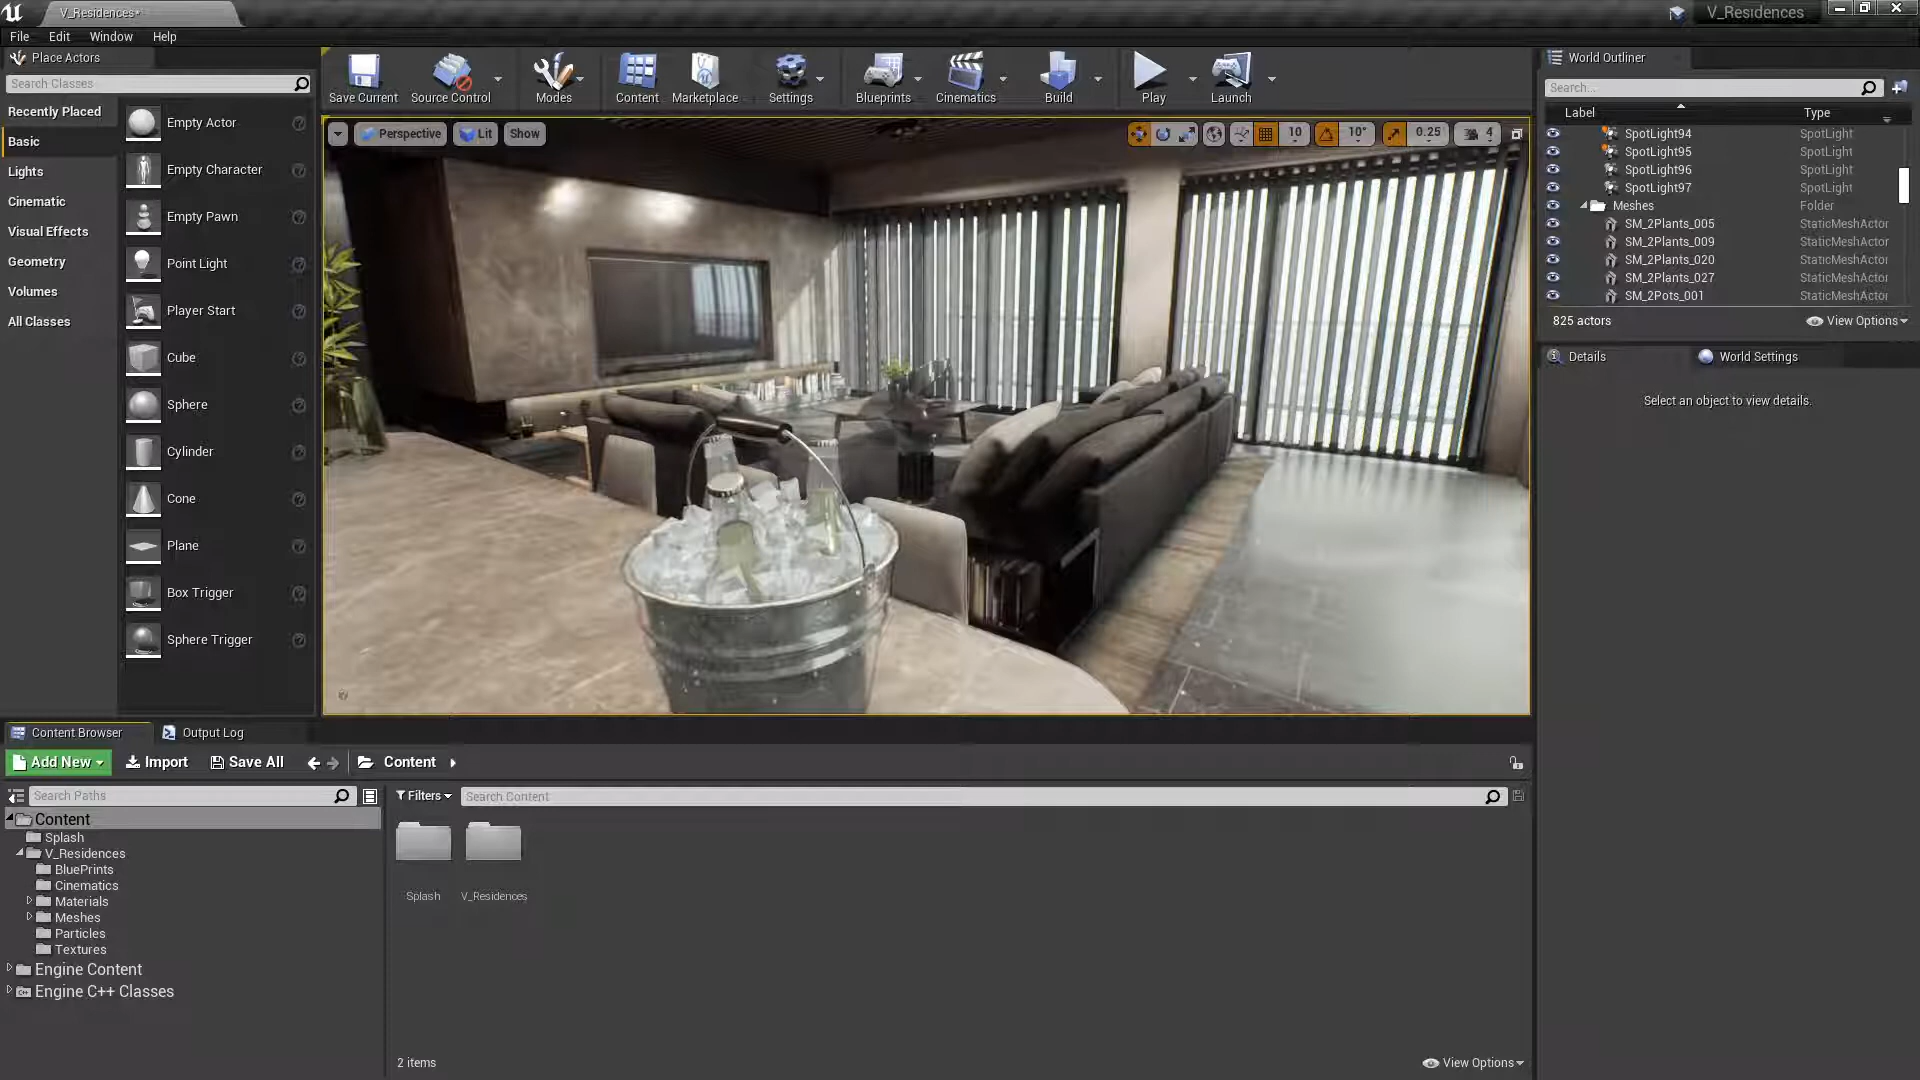 V_Residences*
V_Residences
File Edit Window Help
Place Actors
Search Classes
Recently Placed
Basic
Lights
Cinematic
Visual Effects
Geometry
Volumes
All Classes
Empty Actor
Empty Character
Empty Pawn
Point Light
Player Start
Cube
Sphere
Cylinder
Cone
Plane
Box Trigger
Sphere Trigger
Save Current
Source Control
Modes
Content
Marketplace
Settings
Blueprints
Cinematics
Build
Play
Launch
Perspective
Lit
Show
10
10°
0.25
4
World Outliner
Search...
Label Type
SpotLight94 SpotLight
SpotLight95 SpotLight
SpotLight96 SpotLight
SpotLight97 SpotLight
Meshes Folder
SM_2Plants_005 StaticMeshActor
SM_2Plants_009 StaticMeshActor
SM_2Plants_020 StaticMeshActor
SM_2Plants_027 StaticMeshActor
SM_2Pots_001 StaticMeshActor
825 actors View Options
Details World Settings
Select an object to view details.
Content Browser Output Log
Add New Import Save All Content
Search Paths
Filters Search Content
Content
Splash
V_Residences
BluePrints
Cinematics
Materials
Meshes
Particles
Textures
Engine Content
Engine C++ Classes
Splash V_Residences
2 items View Options